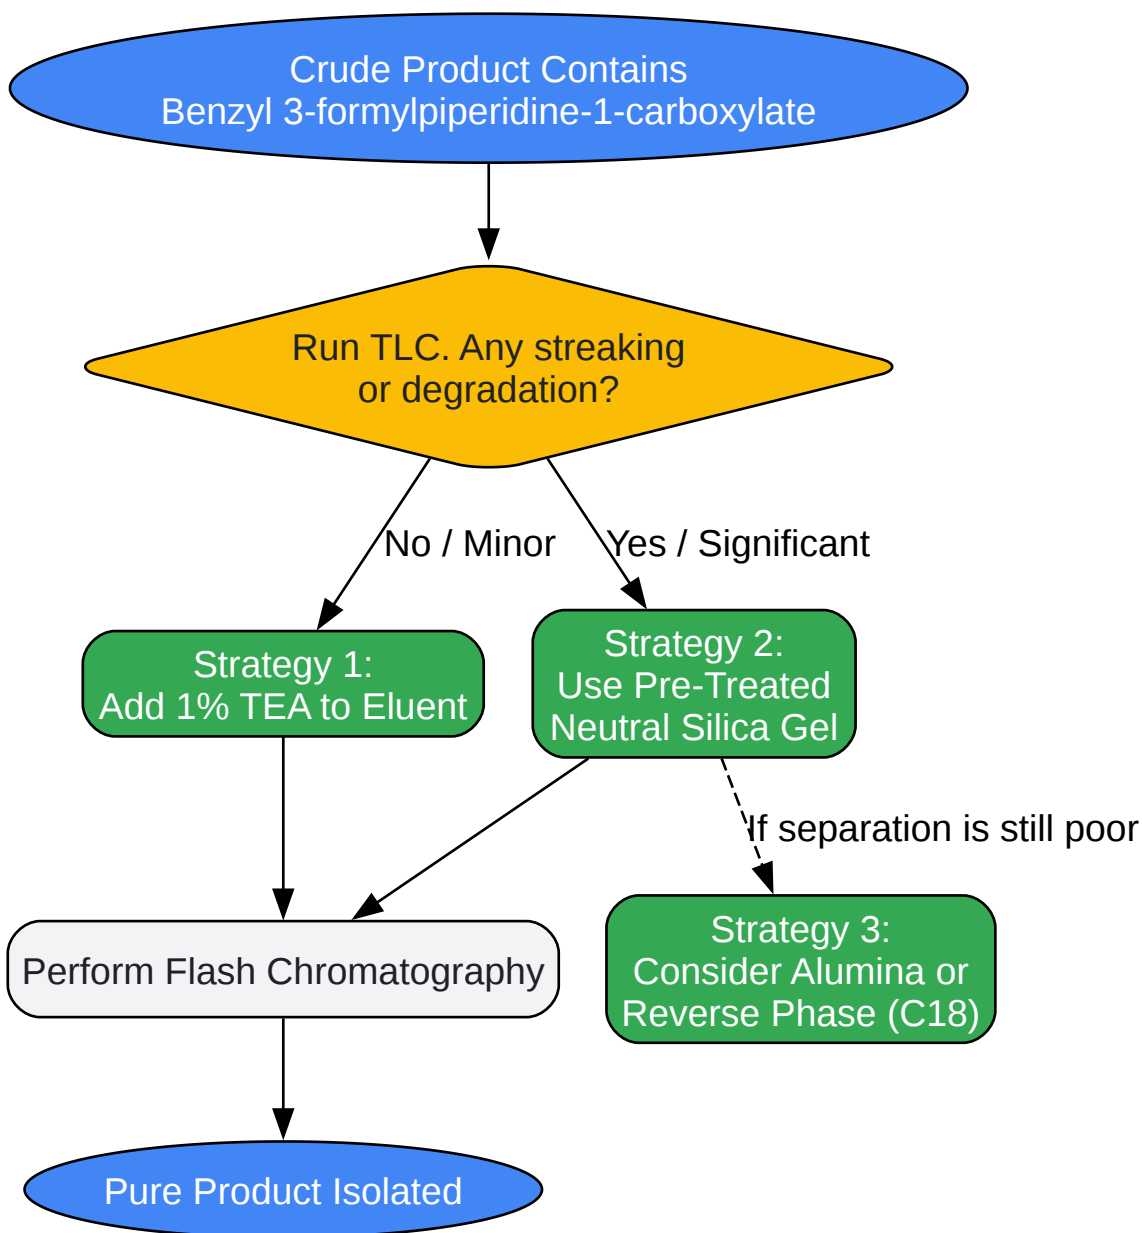 Crude Product Contains
Benzyl 3-formylpiperidine-1-carboxylate
Run TLC. Any streaking
or degradation?
No / Minor
Yes / Significant
Strategy 1:
Add 1% TEA to Eluent
Strategy 2:
Use Pre-Treated
Neutral Silica Gel
If separation is still poor
Perform Flash Chromatography
Strategy 3:
Consider Alumina or
Reverse Phase (C18)
Pure Product Isolated